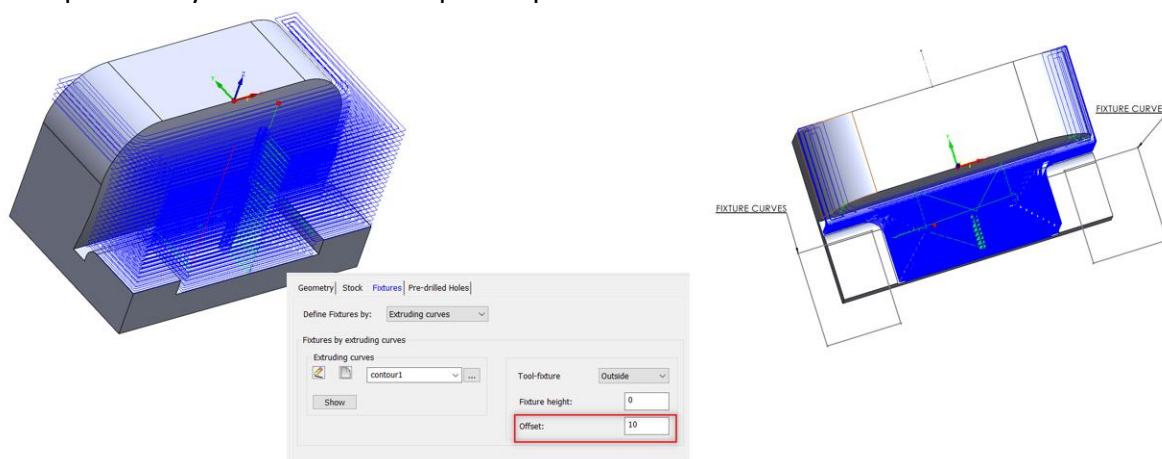 FIXTURE CURVE
FIXTURE CURVES
Geometry Stock Fixtures Pre-drilled Holes
Define Fixtures by: Extruding curves
Fixtures by extruding curves
Extruding curves
contour1 ...
Tool-fixture Outside
Show
Fixture height: 0
Offset: 10